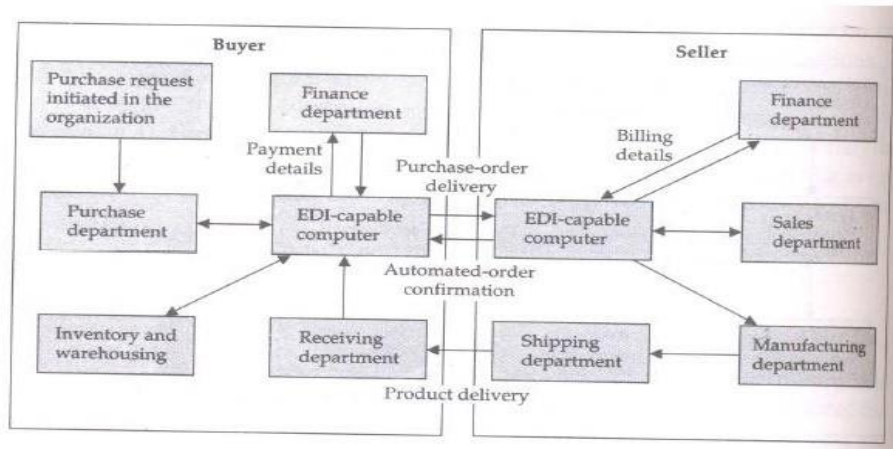 Buyer
Seller
Purchase request
initiated in the
organization
Finance
department
Finance
department
Payment
details
Billing
details
Purchase-order
delivery
Purchase
department
EDI-capable
computer
EDI-capable
computer
Sales
department
Automated-order
confirmation
Inventory and
warehousing
Receiving
department
Shipping
department
Manufacturing
department
Product delivery